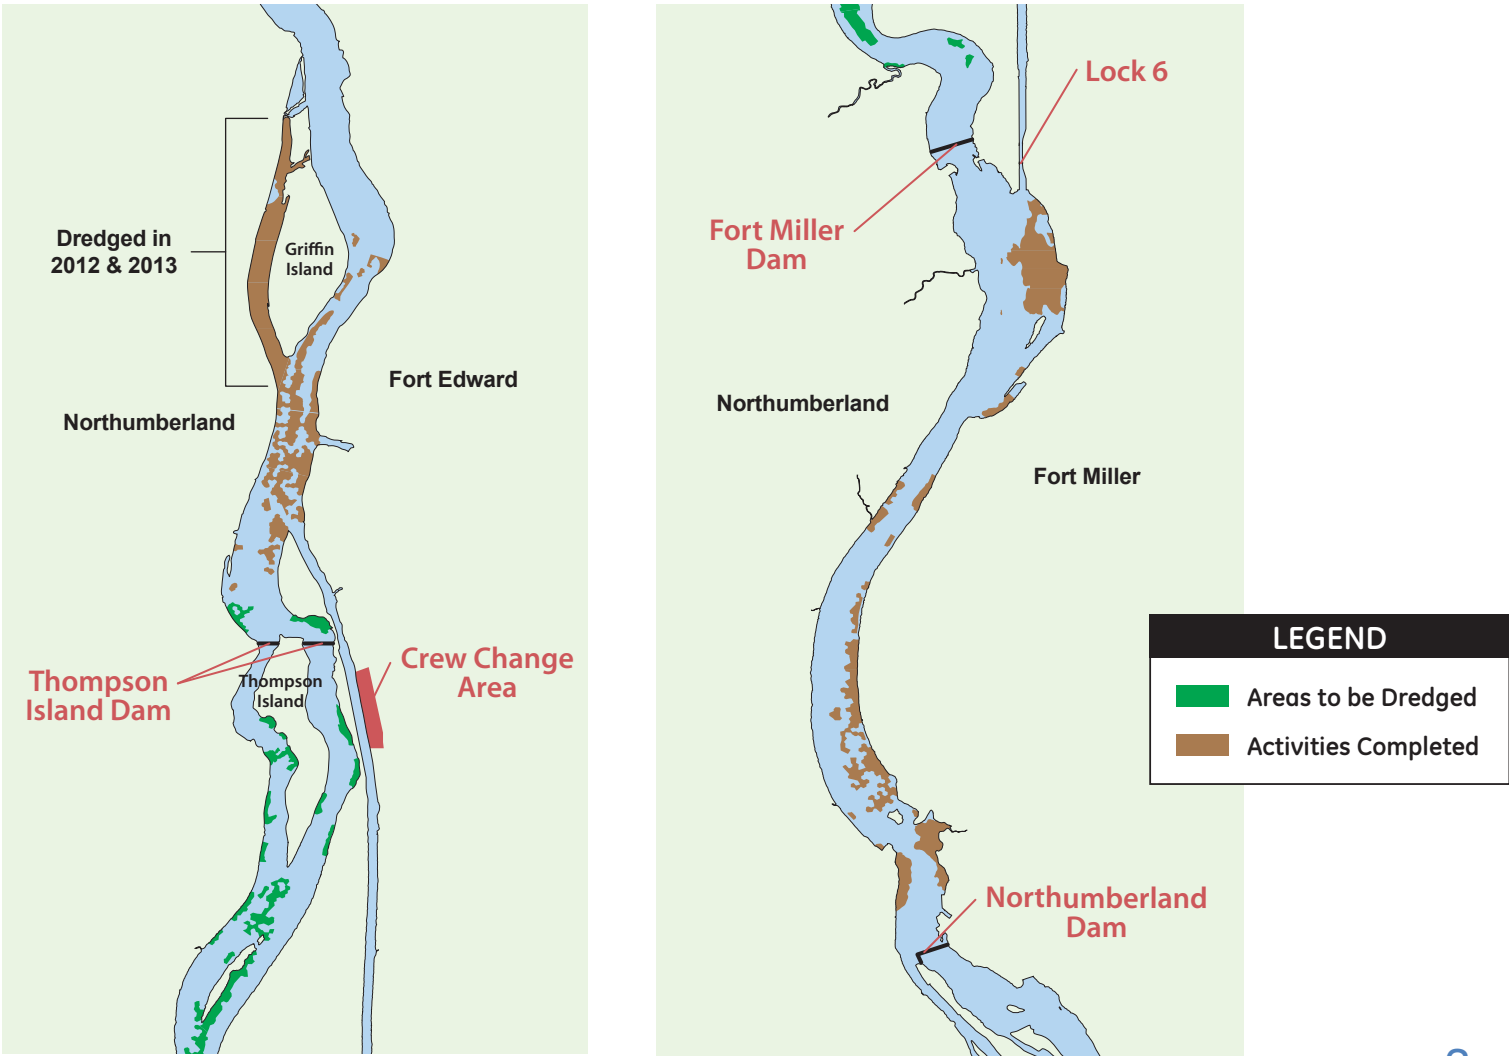 Dredged in
2012 & 2013
Griffin
Island
Fort Edward
Northumberland
Thompson
Island Dam
Thompson
Island
Crew Change
Area
Lock 6
Fort Miller
Dam
Northumberland
Fort Miller
Northumberland
Dam
LEGEND
Areas to be Dredged
Activities Completed